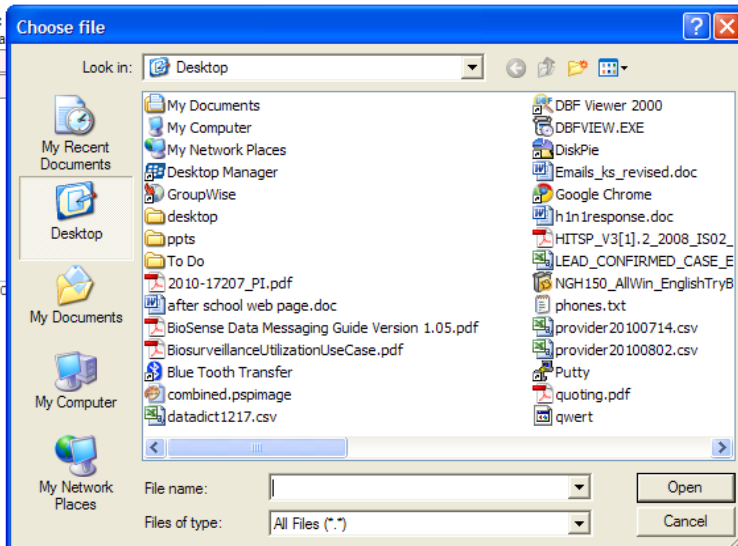 Choose file
Look in:
Desktop
My Recent
Documents
Desktop
My Documents
My Computer
My Network
Places
My Documents
My Computer
My Network Places
Desktop Manager
GroupWise
desktop
ppts
To Do
2010-17207_PI.pdf
after school web page.doc
BioSense Data Messaging Guide Version 1.05.pdf
BiosurveillanceUtilizationUseCase.pdf
Blue Tooth Transfer
combined.pspimage
datadict1217.csv
DBF Viewer 2000
DBFVIEW.EXE
DiskPie
Emails_ks_revised.doc
Google Chrome
h1n1response.doc
HITSP_V3[1].2_2008_IS02_
LEAD_CONFIRMED_CASE_E
NGH150_AllWin_EnglishTryB
phones.txt
provider20100714.csv
provider20100802.csv
Putty
quoting.pdf
qwert
File name:
Open
Files of type:
All Files (*.*)
Cancel